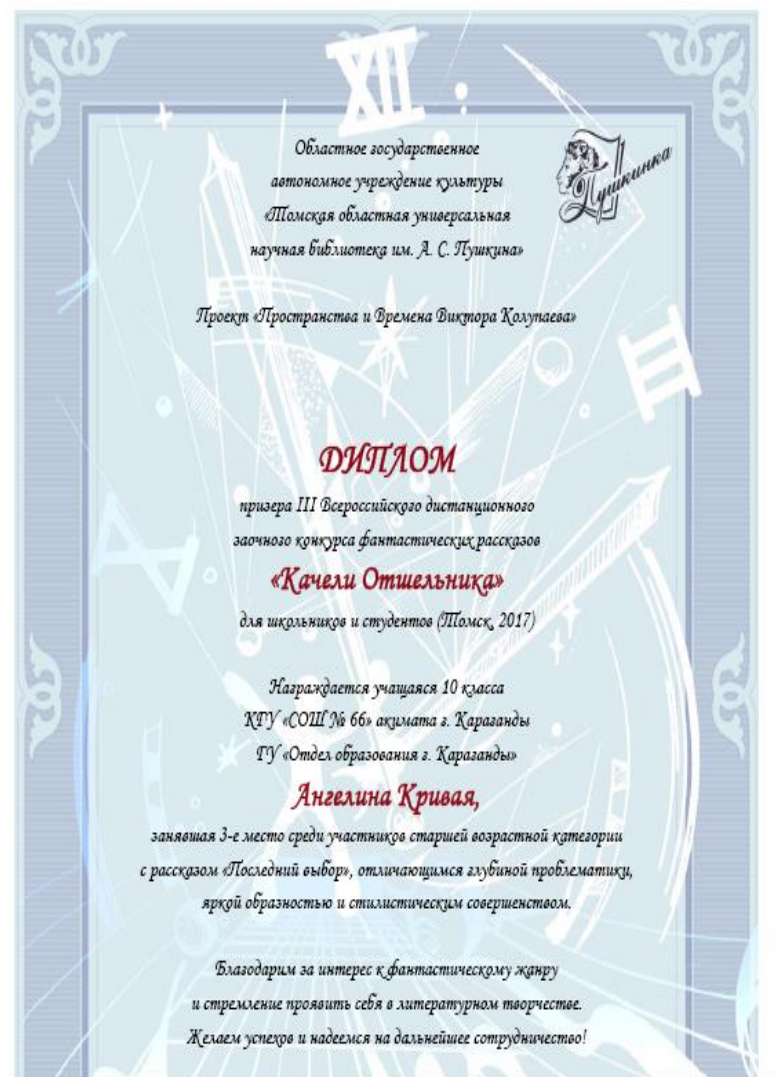 XII
Областное государственное
автономное учреждение культуры
«Томская областная универсальная
научная библиотека им. А. С. Пушкина»
Пушкинка
Проект «Пространства и Времена Виктора Колупаева»
III
ДИПЛОМ
призера III Всероссийского дистанционного
заочного конкурса фантастических рассказов
«Качели Отшельника»
для школьников и студентов (Томск, 2017)
Награждается учащаяся 10 класса
КГУ «СОШ № 66» акимата г. Караганды
ГУ «Отдел образования г. Караганды»
Ангелина Кривая,
занявшая 3-е место среди участников старшей возрастной категории
с рассказом «Последний выбор», отличающимся глубиной проблематики,
яркой образностью и стилистическим совершенством.
Благодарим за интерес к фантастическому жанру
и стремление проявить себя в литературном творчестве.
Желаем успехов и надеемся на дальнейшее сотрудничество!